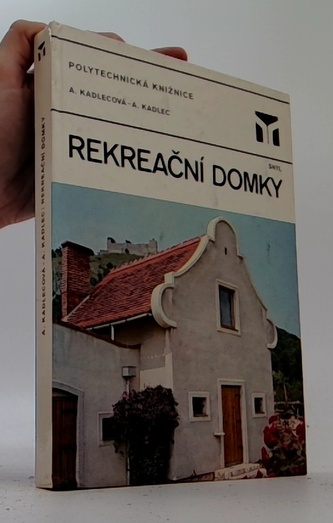 POLYTECHNICKÁ KNIŽNICE
A. KADLECOVÁ - A. KADLEC
SNTL
REKREAČNÍ DOMKY
A. KADLECOVÁ - A. KADLEC: REKREAČNÍ DOMKY